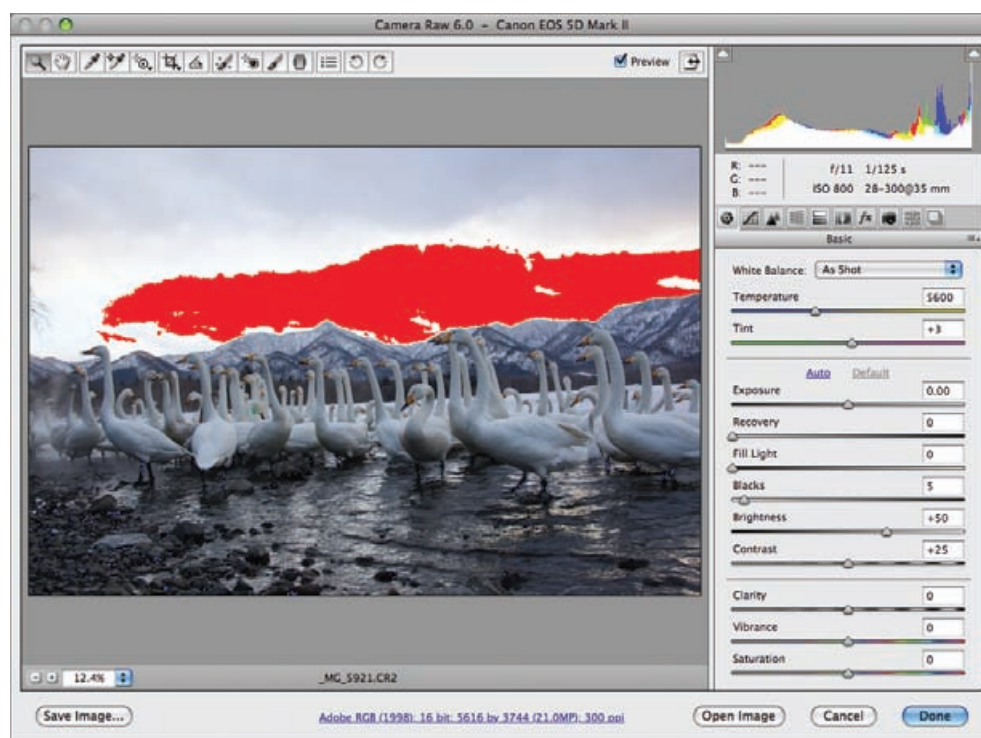 Camera Raw 6.0 – Canon EOS 5D Mark II
Preview
R: ---
G: ---
B: ---
f/11 1/125 s
ISO 800 28-300@35 mm
Basic
White Balance: As Shot
Temperature 5600
Tint +3
Auto Default
Exposure 0.00
Recovery 0
Fill Light 0
Blacks 5
Brightness +50
Contrast +25
Clarity 0
Vibrance 0
Saturation 0
12.4% _MG_5921.CR2
Save Image... Adobe RGB (1998); 16 bit; 5616 by 3744 (21.0MP); 300 ppi Open Image Cancel Done